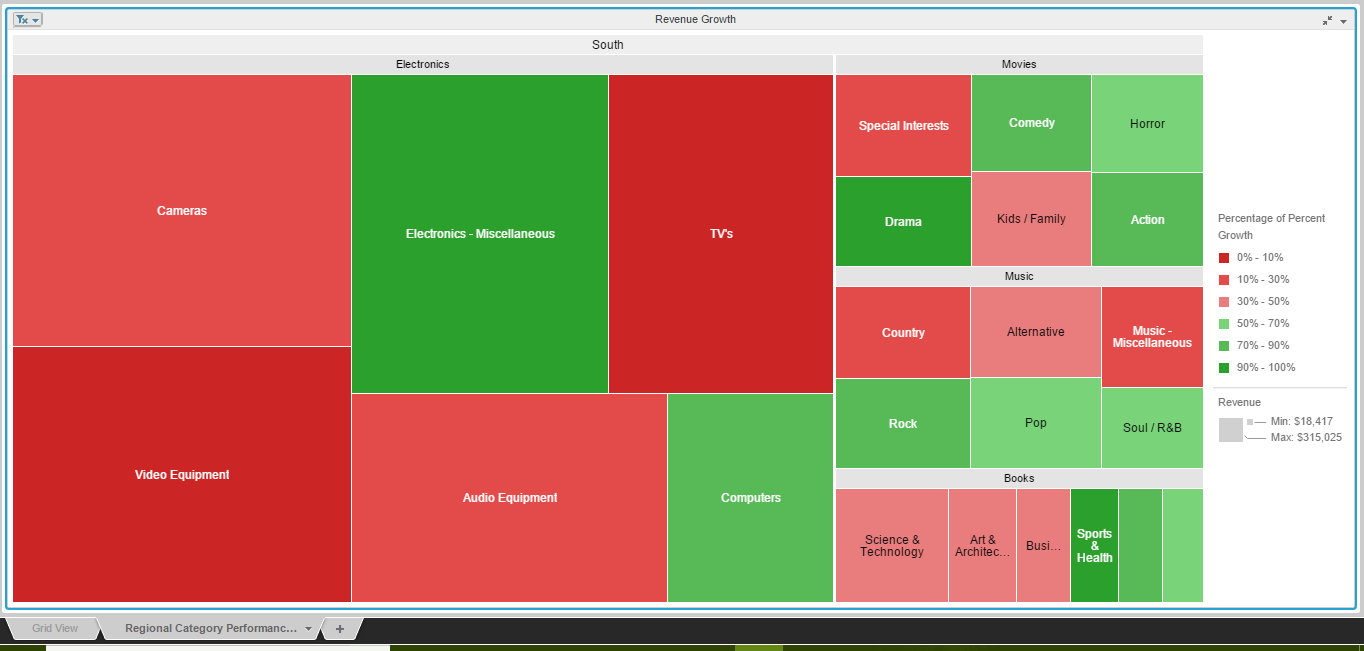 Revenue Growth
South
Electronics
Cameras
Electronics - Miscellaneous
TV's
Video Equipment
Audio Equipment
Computers
Movies
Special Interests
Comedy
Horror
Drama
Kids / Family
Action
Music
Country
Alternative
Music -
Miscellaneous
Rock
Pop
Soul / R&B
Books
Science &
Technology
Art &
Architec...
Busi...
Sports
&
Health
Percentage of Percent
Growth
0% - 10%
10% - 30%
30% - 50%
50% - 70%
70% - 90%
90% - 100%
Revenue
Min: $18,417
Max: $315,025
Grid View
Regional Category Performanc...
+